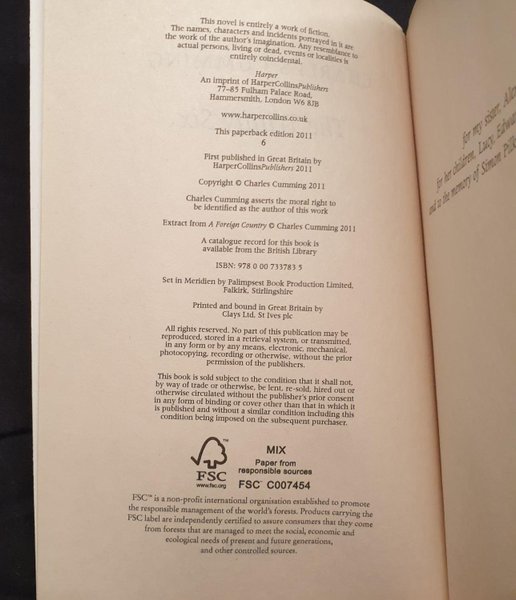 This novel is entirely a work of fiction.
The names, characters and incidents portrayed in it are
the work of the author's imagination. Any resemblance to
actual persons, living or dead, events or localities is
entirely coincidental.
Harper
An imprint of HarperCollinsPublishers
77–85 Fulham Palace Road,
Hammersmith, London W6 8JB
www.harpercollins.co.uk
This paperback edition 2011
6
First published in Great Britain by
HarperCollinsPublishers 2011
Copyright © Charles Cumming 2011
Charles Cumming asserts the moral right to
be identified as the author of this work
Extract from A Foreign Country © Charles Cumming 2011
A catalogue record for this book is
available from the British Library
ISBN: 978 0 00 733783 5
Set in Meridien by Palimpsest Book Production Limited,
Falkirk, Stirlingshire
Printed and bound in Great Britain by
Clays Ltd, St Ives plc
All rights reserved. No part of this publication may be
reproduced, stored in a retrieval system, or transmitted,
in any form or by any means, electronic, mechanical,
photocopying, recording or otherwise, without the prior
permission of the publishers.
This book is sold subject to the condition that it shall not,
by way of trade or otherwise, be lent, re-sold, hired out or
otherwise circulated without the publisher's prior consent
in any form of binding or cover other than that in which it
is published and without a similar condition including this
condition being imposed on the subsequent purchaser.
FSC
www.fsc.org
MIX
Paper from
responsible sources
FSC™ C007454
FSC™ is a non-profit international organisation established to promote
the responsible management of the world's forests. Products carrying the
FSC label are independently certified to assure consumers that they come
from forests that are managed to meet the social, economic and
ecological needs of present and future generations,
and other controlled sources.
for my sister,
for her children, Lucy,
and to the memory of Simon